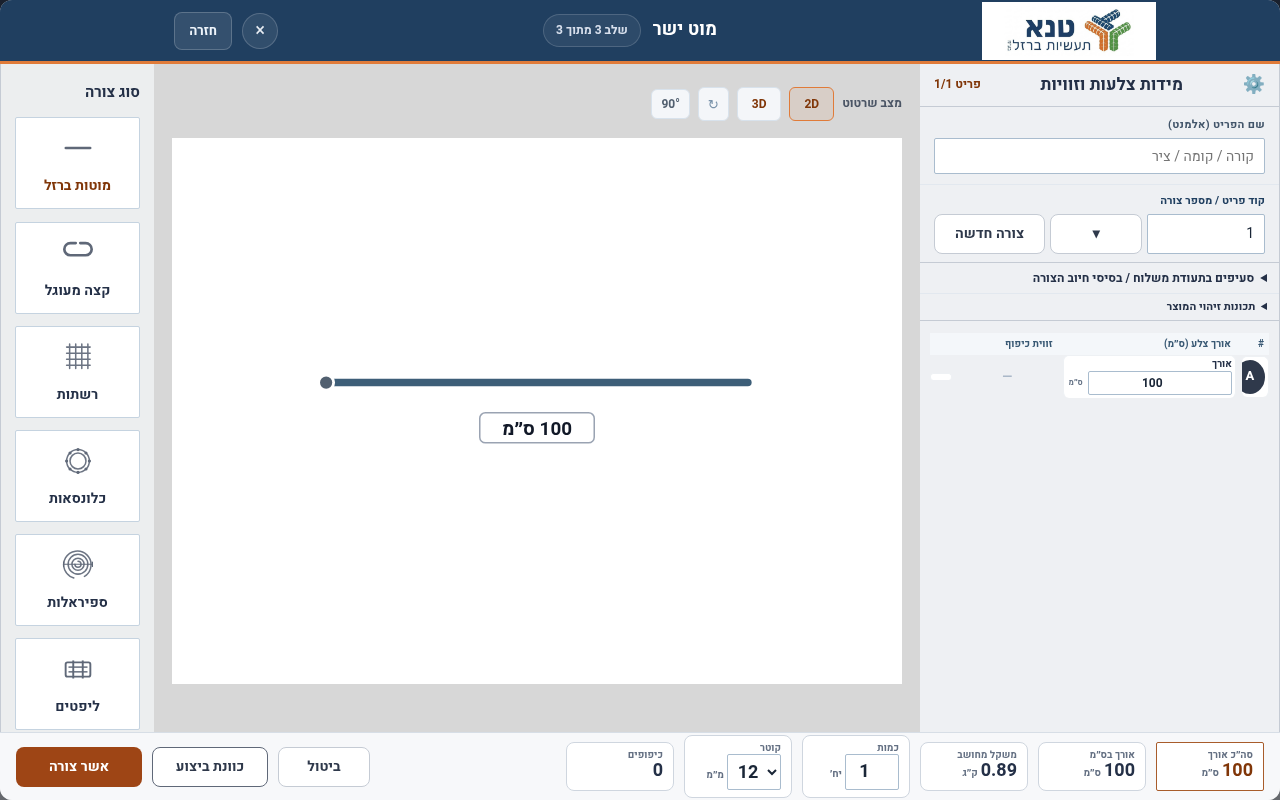 טנא
תעשיות ברזל
מוט ישר
שלב 3 מתוך 3
×
חזרה
מידות צלעות וזוויות
פריט 1/1
שם הפריט (אלמנט)
קורה / קומה / ציר
קוד פריט / מספר צורה
1
▼
צורה חדשה
◀ סעיפים בתעודת משלוח / בסיסי חיוב הצורה
◀ תכונות זיהוי המוצר
# אורך צלע (ס״מ) זווית כיפוף
A
אורך
100 ס״מ
—
מצב שרטוט
2D
3D
↻
90°
100 ס״מ
סוג צורה
מוטות ברזל
קצה מעוגל
רשתות
כלונסאות
ספיראלות
ליפטים
סה״כ אורך
100 ס״מ
אורך בס״מ
100 ס״מ
משקל מחושב
0.89 ק״ג
כמות
1 יח׳
קוטר
12 מ״מ
כיפופים
0
ביטול
כוונת ביצוע
אשר צורה